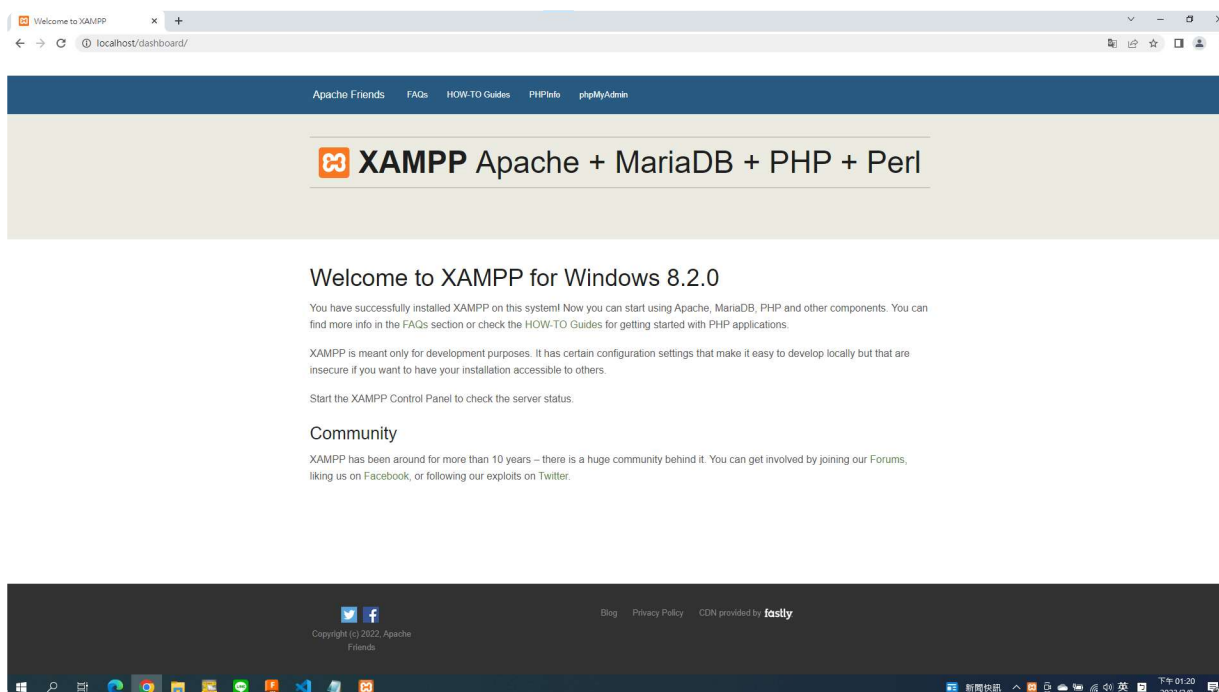 Welcome to XAMPP
localhost/dashboard/
Apache Friends FAQs HOW-TO Guides PHPInfo phpMyAdmin
XAMPP Apache + MariaDB + PHP + Perl
Welcome to XAMPP for Windows 8.2.0
You have successfully installed XAMPP on this system! Now you can start using Apache, MariaDB, PHP and other components. You can
find more info in the FAQs section or check the HOW-TO Guides for getting started with PHP applications.
XAMPP is meant only for development purposes. It has certain configuration settings that make it easy to develop locally but that are
insecure if you want to have your installation accessible to others.
Start the XAMPP Control Panel to check the server status.
Community
XAMPP has been around for more than 10 years – there is a huge community behind it. You can get involved by joining our Forums,
liking us on Facebook, or following our exploits on Twitter.
Blog Privacy Policy CDN provided by fastly
Copyright (c) 2022, Apache
Friends
新聞快訊 英 下午 01:20